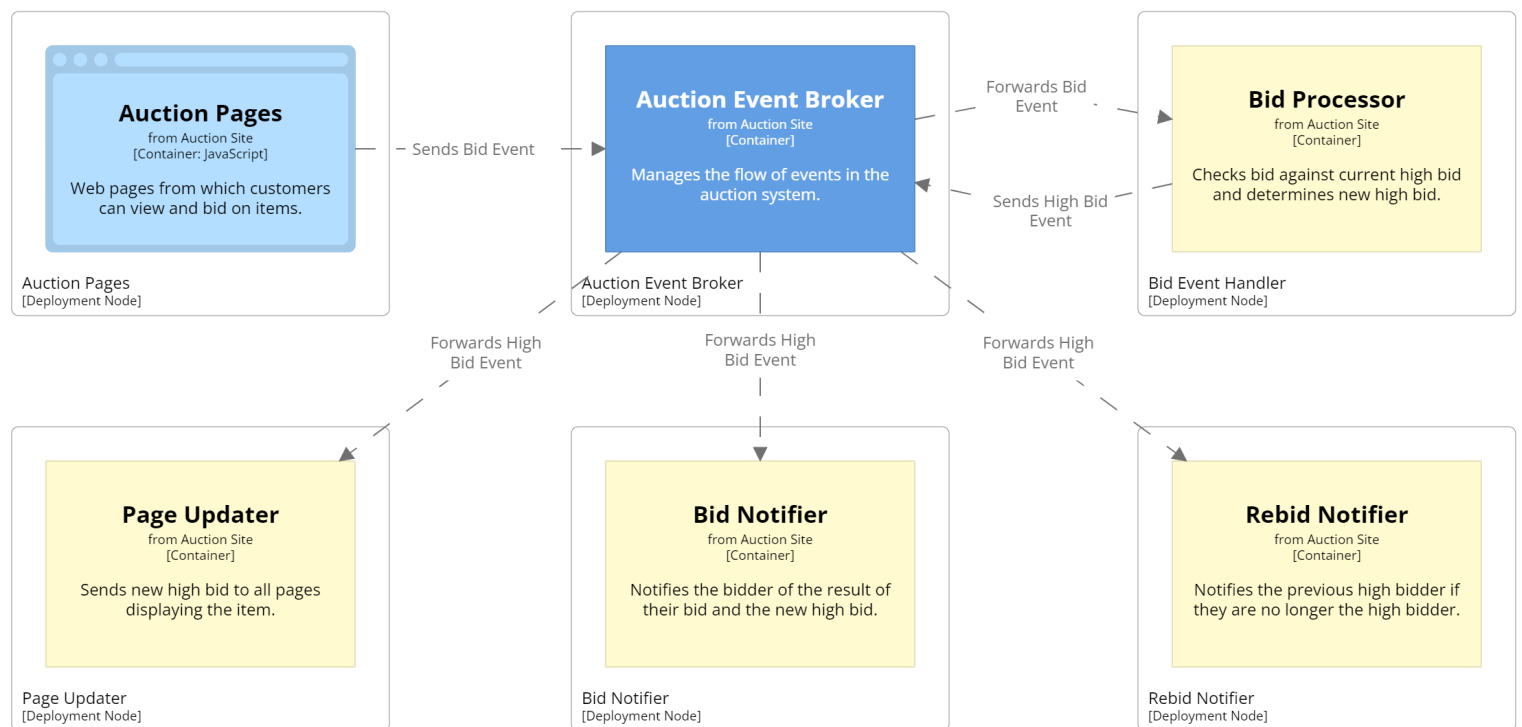 Auction Pages
from Auction Site
[Container: JavaScript]
Web pages from which customers
can view and bid on items.
Auction Pages
[Deployment Node]
Sends Bid Event
Auction Event Broker
from Auction Site
[Container]
Manages the flow of events in the
auction system.
Auction Event Broker
[Deployment Node]
Forwards Bid
Event
Sends High Bid
Event
Bid Processor
from Auction Site
[Container]
Checks bid against current high bid
and determines new high bid.
Bid Event Handler
[Deployment Node]
Forwards High
Bid Event
Forwards High
Bid Event
Forwards High
Bid Event
Page Updater
from Auction Site
[Container]
Sends new high bid to all pages
displaying the item.
Page Updater
[Deployment Node]
Bid Notifier
from Auction Site
[Container]
Notifies the bidder of the result of
their bid and the new high bid.
Bid Notifier
[Deployment Node]
Rebid Notifier
from Auction Site
[Container]
Notifies the previous high bidder if
they are no longer the high bidder.
Rebid Notifier
[Deployment Node]